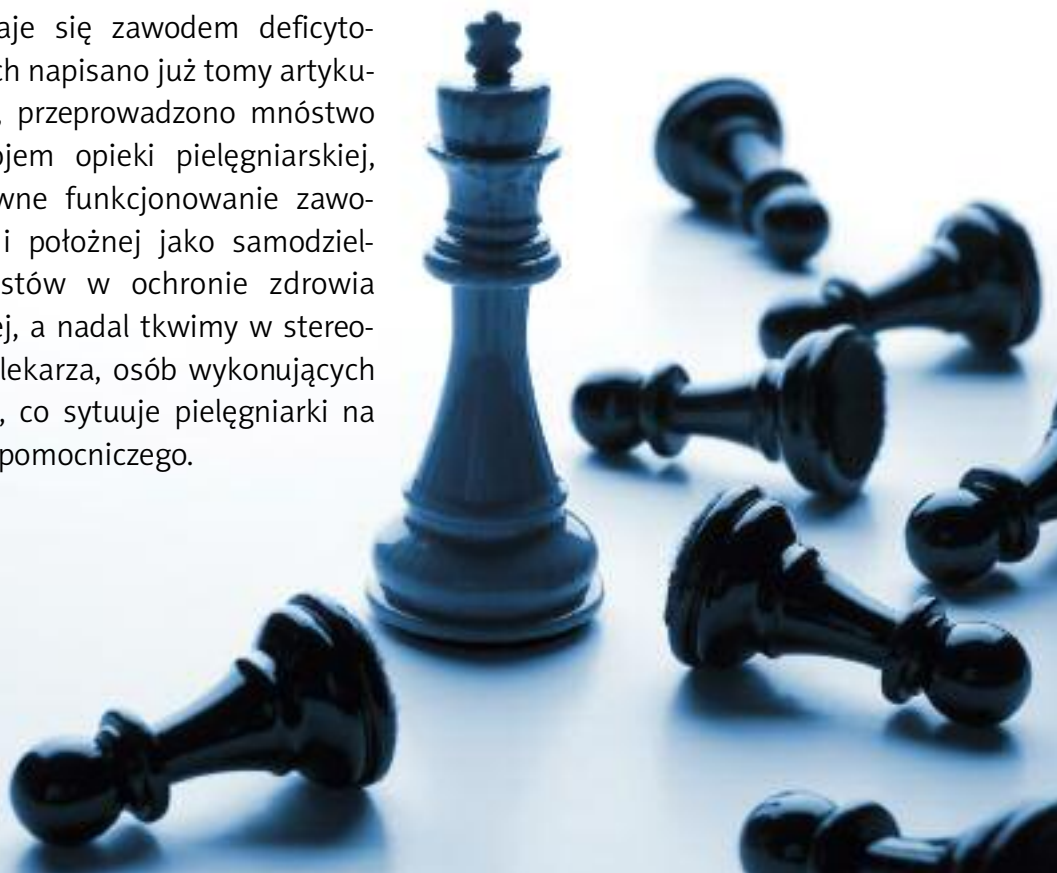 aje się zawodem deficyto-
ch napisano już tomy artyku-
, przeprowadzono mnóstwo
ojem opieki pielęgniarskiej,
wne funkcjonowanie zawo-
i położnej jako samodziel-
stów w ochronie zdrowia
ej, a nadal tkwimy w stereo-
lekarza, osób wykonujących
, co sytuuje pielęgniarki na
pomocniczego.